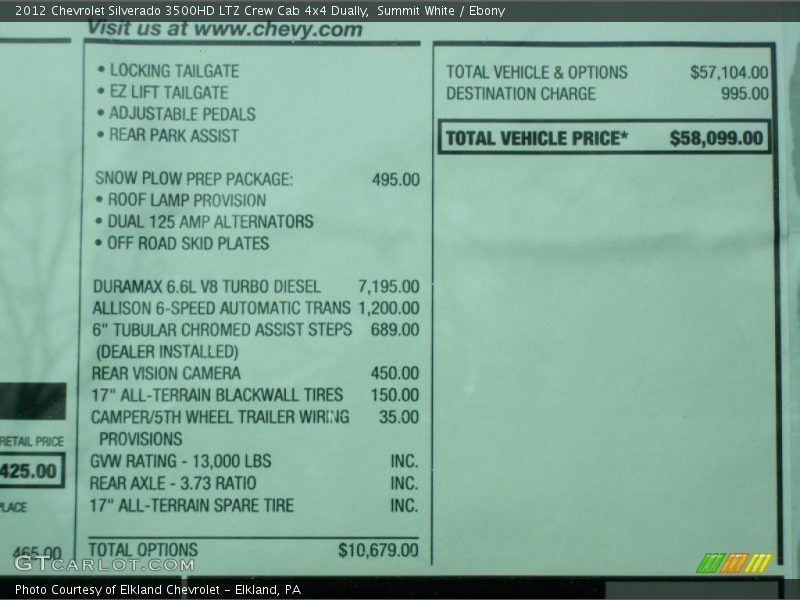 2012 Chevrolet Silverado 3500HD LTZ Crew Cab 4x4 Dually,  Summit White / Ebony
Visit us at www.chevy.com
• LOCKING TAILGATE
• EZ LIFT TAILGATE
• ADJUSTABLE PEDALS
• REAR PARK ASSIST
SNOW PLOW PREP PACKAGE: 495.00
• ROOF LAMP PROVISION
• DUAL 125 AMP ALTERNATORS
• OFF ROAD SKID PLATES
DURAMAX 6.6L V8 TURBO DIESEL 7,195.00
ALLISON 6-SPEED AUTOMATIC TRANS 1,200.00
6" TUBULAR CHROMED ASSIST STEPS 689.00
(DEALER INSTALLED)
REAR VISION CAMERA 450.00
17" ALL-TERRAIN BLACKWALL TIRES 150.00
CAMPER/5TH WHEEL TRAILER WIRING 35.00
PROVISIONS
GVW RATING - 13,000 LBS INC.
REAR AXLE - 3.73 RATIO INC.
17" ALL-TERRAIN SPARE TIRE INC.
TOTAL OPTIONS $10,679.00
TOTAL VEHICLE & OPTIONS $57,104.00
DESTINATION CHARGE 995.00
TOTAL VEHICLE PRICE* $58,099.00
RETAIL PRICE
425.00
PLACE
465.00
GTCARLOT.COM
Photo Courtesy of Elkland Chevrolet – Elkland, PA